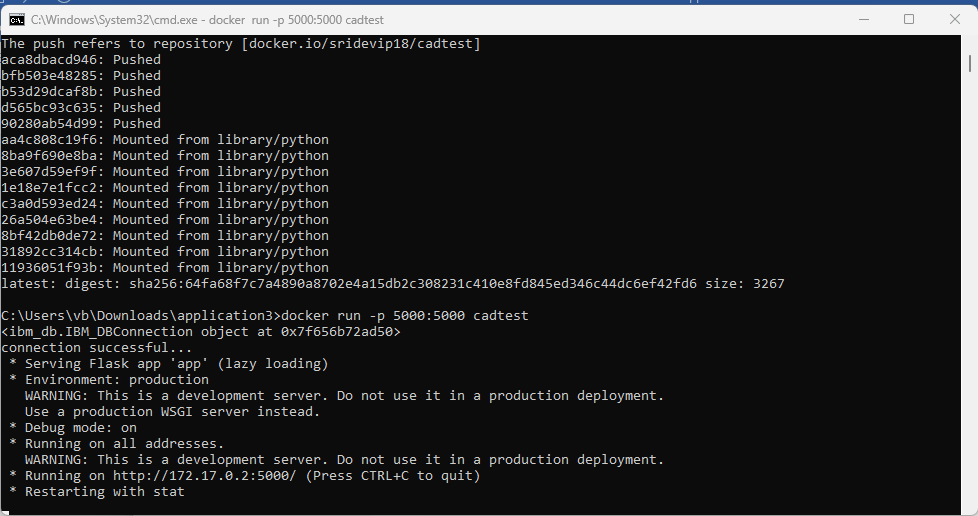 C:\Windows\System32\cmd.exe - docker  run -p 5000:5000 cadtest
The push refers to repository [docker.io/sridevip18/cadtest]
aca8dbacd946: Pushed
bfb503e48285: Pushed
b53d29dcaf8b: Pushed
d565bc93c635: Pushed
90280ab54d99: Pushed
aa4c808c19f6: Mounted from library/python
8ba9f690e8ba: Mounted from library/python
3e607d59ef9f: Mounted from library/python
1e18e7e1fcc2: Mounted from library/python
c3a0d593ed24: Mounted from library/python
26a504e63be4: Mounted from library/python
8bf42db0de72: Mounted from library/python
31892cc314cb: Mounted from library/python
11936051f93b: Mounted from library/python
latest: digest: sha256:64fa68f7c7a4890a8702e4a15db2c308231c410e8fd845ed346c44dc6ef42fd6 size: 3267
C:\Users\vb\Downloads\application3>docker run -p 5000:5000 cadtest
<ibm_db.IBM_DBConnection object at 0x7f656b72ad50>
connection successful...
 * Serving Flask app 'app' (lazy loading)
 * Environment: production
   WARNING: This is a development server. Do not use it in a production deployment.
   Use a production WSGI server instead.
 * Debug mode: on
 * Running on all addresses.
   WARNING: This is a development server. Do not use it in a production deployment.
 * Running on http://172.17.0.2:5000/ (Press CTRL+C to quit)
 * Restarting with stat